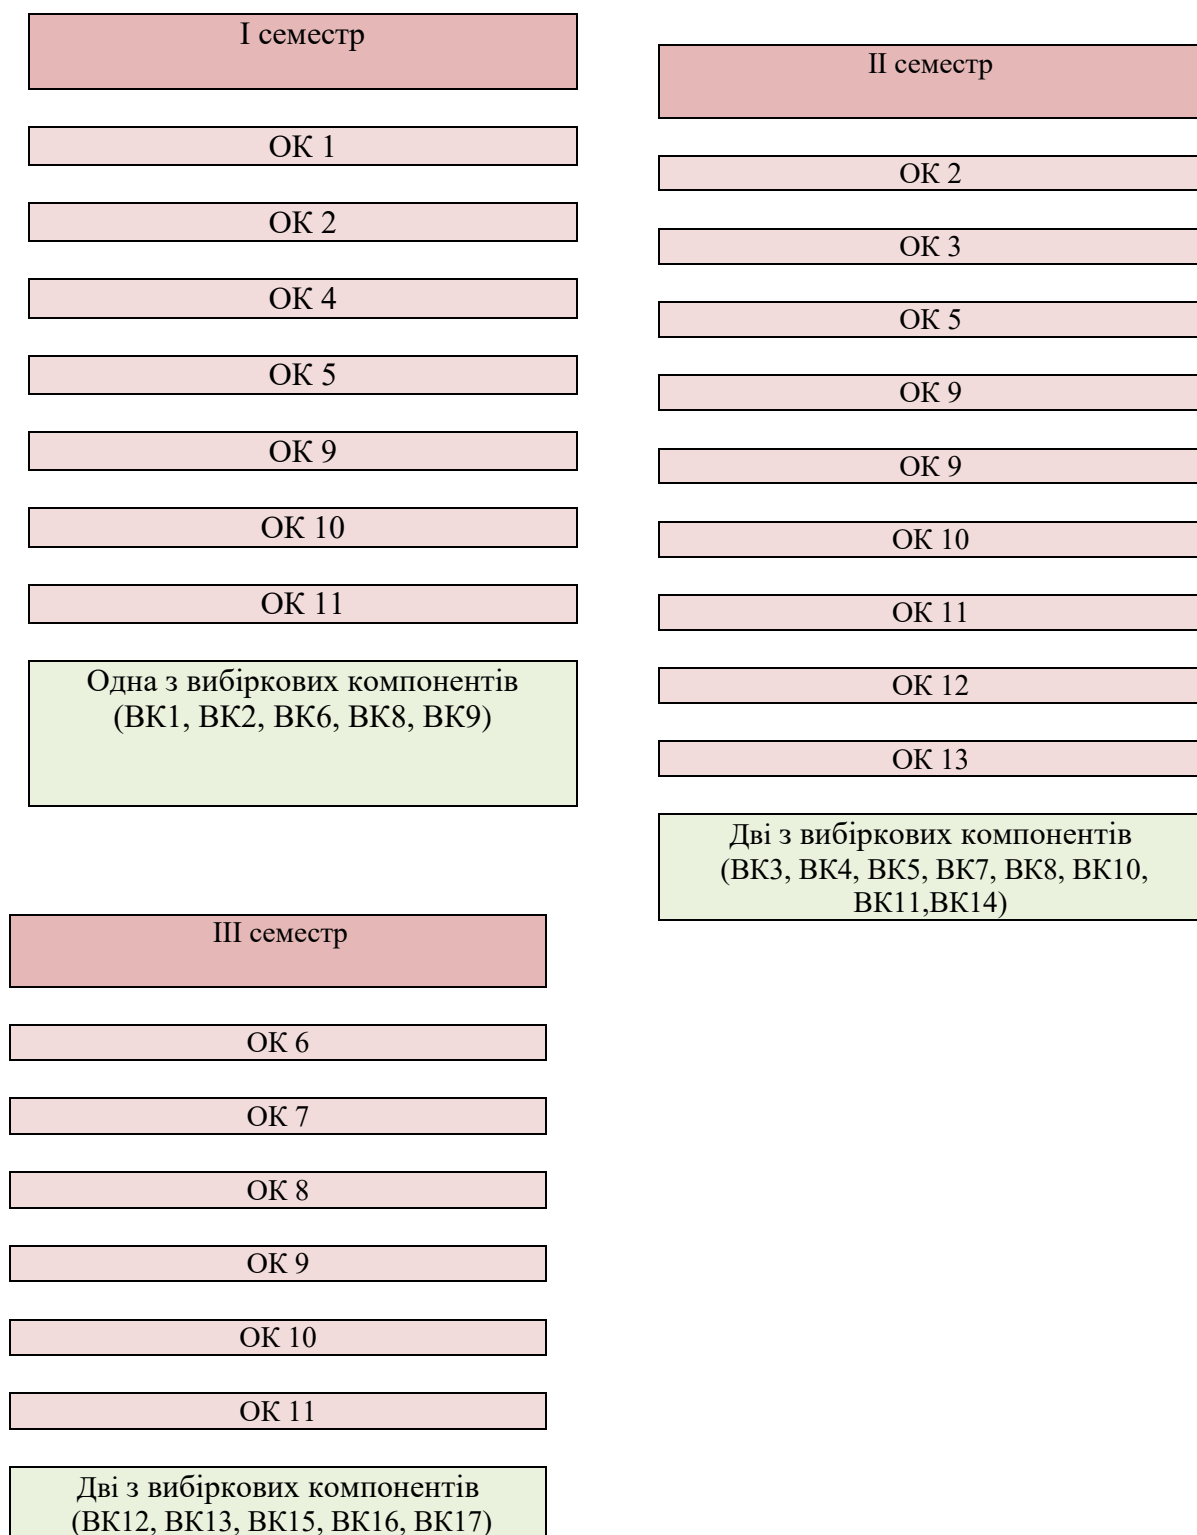 І семестр
ОК 1
ОК 2
ОК 4
ОК 5
ОК 9
ОК 10
ОК 11
Одна з вибіркових компонентів
(ВК1, ВК2, ВК6, ВК8, ВК9)
ІІ семестр
ОК 2
ОК 3
ОК 5
ОК 9
ОК 9
ОК 10
ОК 11
ОК 12
ОК 13
Дві з вибіркових компонентів
(ВК3, ВК4, ВК5, ВК7, ВК8, ВК10,
ВК11,ВК14)
ІІІ семестр
ОК 6
ОК 7
ОК 8
ОК 9
ОК 10
ОК 11
Дві з вибіркових компонентів
(ВК12, ВК13, ВК15, ВК16, ВК17)